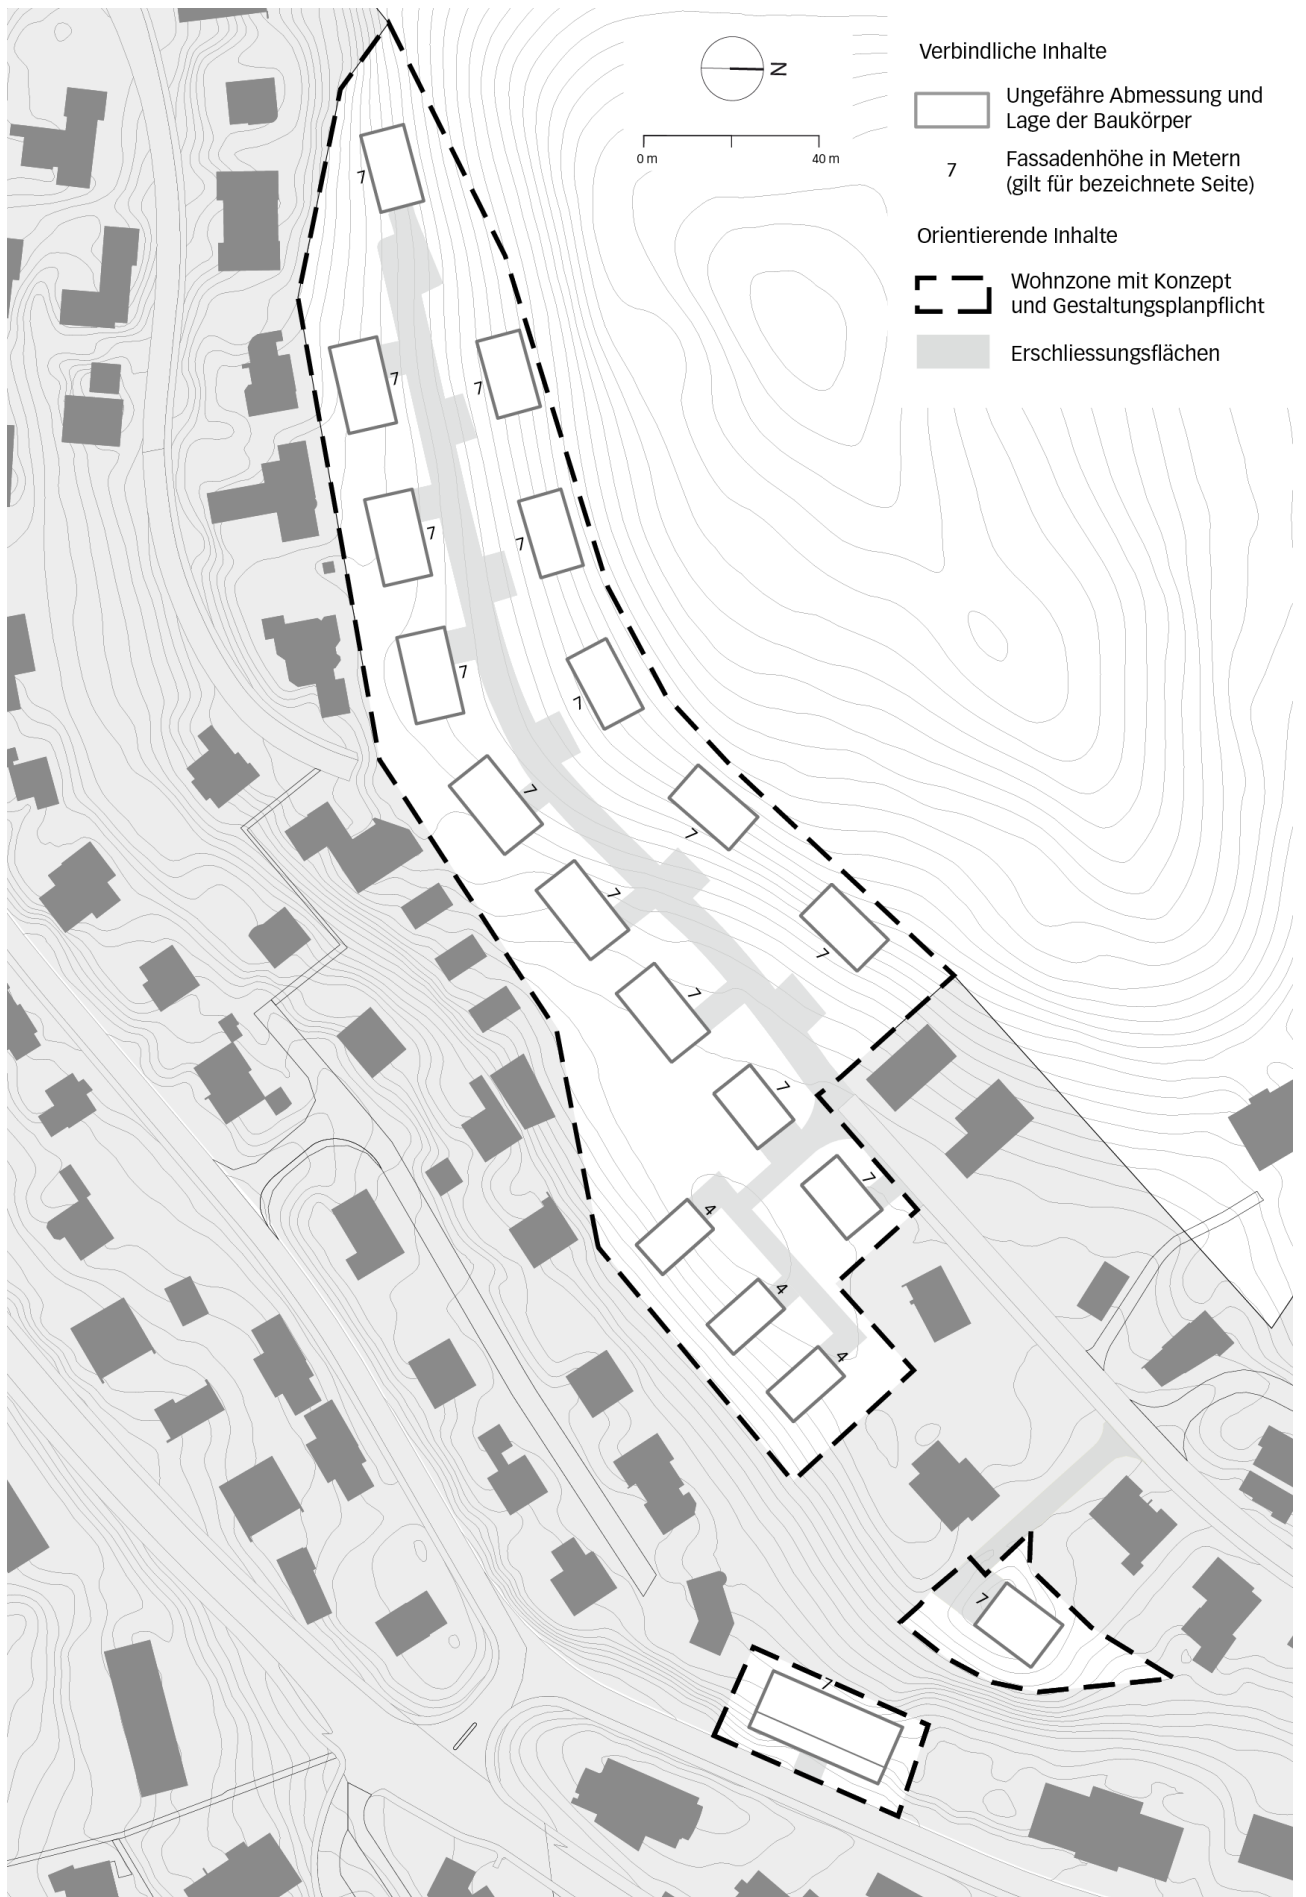 Verbindliche Inhalte
N
Ungefähre Abmessung und
Lage der Baukörper
0 m
40 m
7
Fassadenhöhe in Metern
(gilt für bezeichnete Seite)
7
Orientierende Inhalte
Wohnzone mit Konzept
und Gestaltungsplanpflicht
Erschliessungsflächen
7
7
7
7
7
7
7
7
7
7
7
7
7
7
4
4
4
7
7